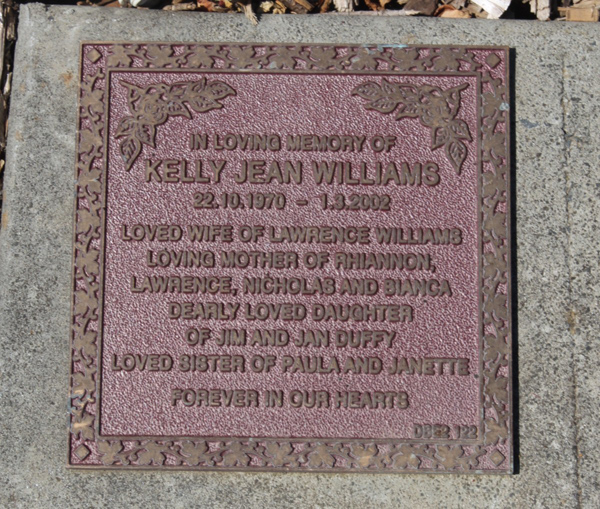 IN LOVING MEMORY OF
KELLY JEAN WILLIAMS
22.10.1970 - 1.3.2002
LOVED WIFE OF LAWRENCE WILLIAMS
LOVING MOTHER OF RHIANNON,
LAWRENCE, NICHOLAS AND BIANCA
DEARLY LOVED DAUGHTER
OF JIM AND JAN DUFFY
LOVED SISTER OF PAULA AND JANETTE
FOREVER IN OUR HEARTS
122